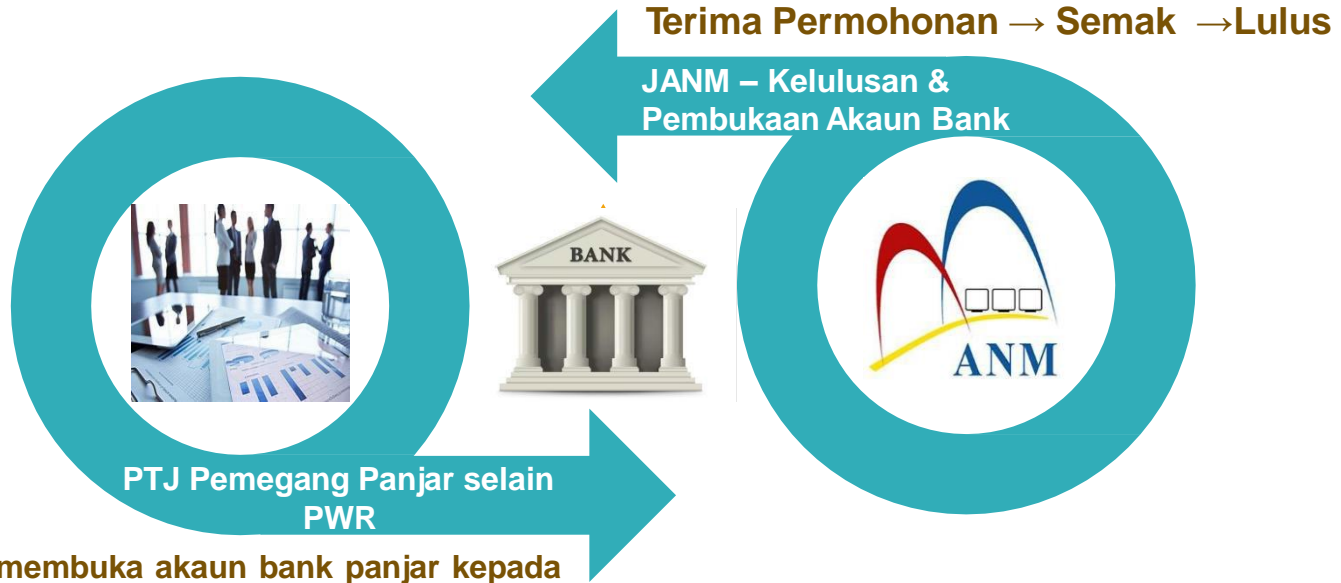 Terima Permohonan → Semak →Lulus
JANM – Kelulusan &
Pembukaan Akaun Bank
BANK
ANM
PTJ Pemegang Panjar selain
PWR
membuka akaun bank panjar kepada